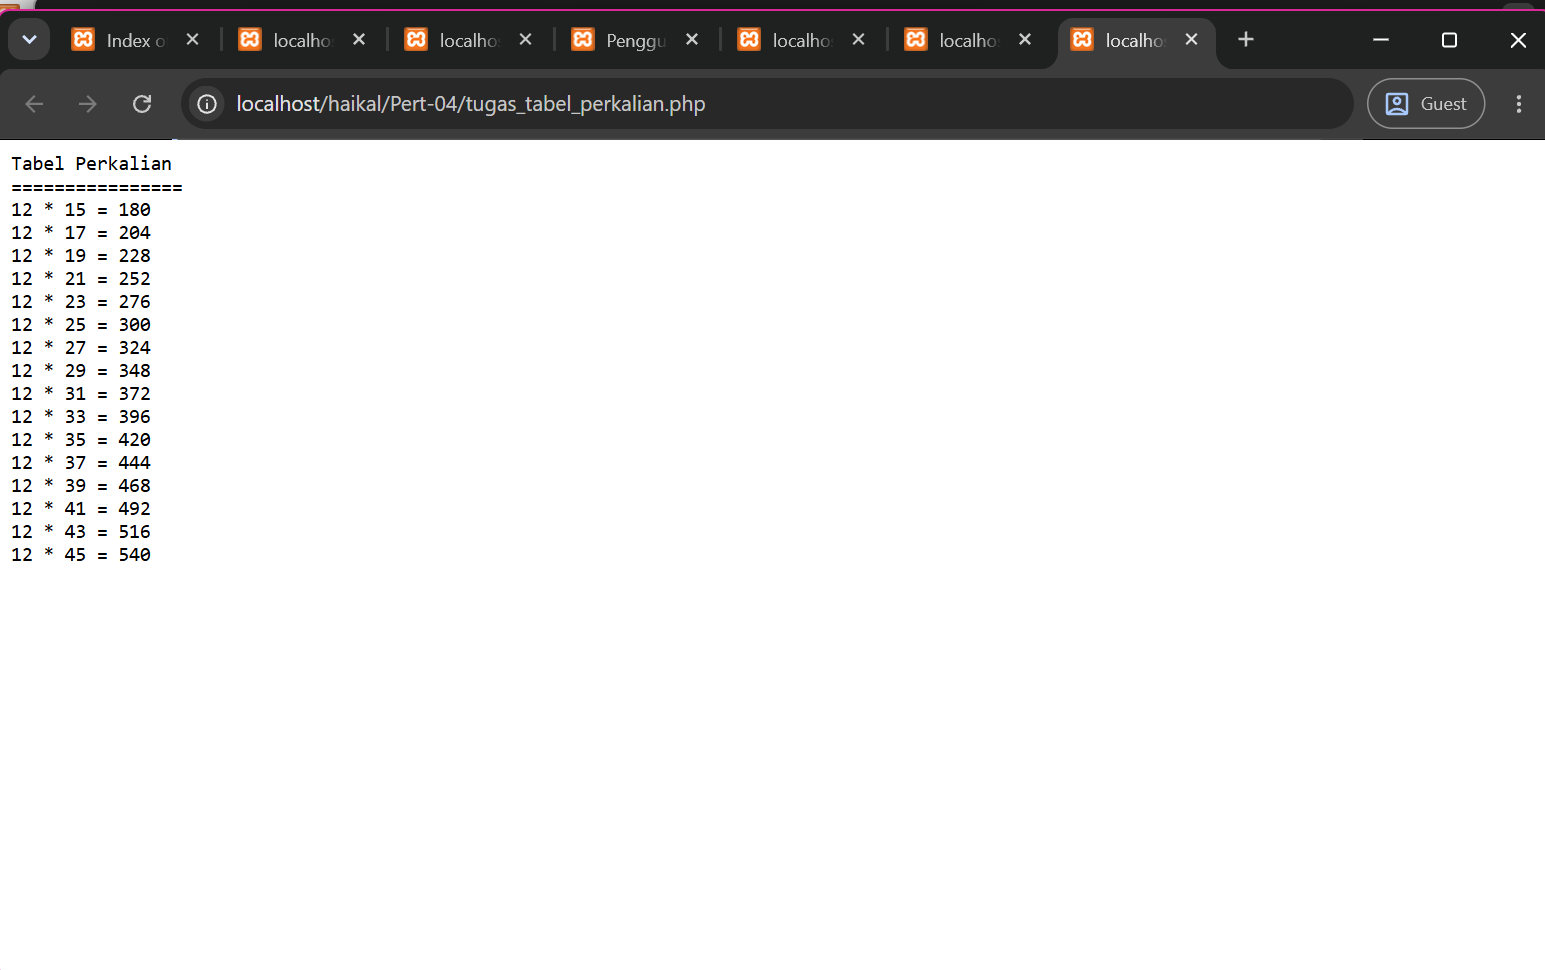 Index o
localho
localho
Penggu
localho
localho
localho
localhost/haikal/Pert-04/tugas_tabel_perkalian.php
Guest
Tabel Perkalian
================
12 * 15 = 180
12 * 17 = 204
12 * 19 = 228
12 * 21 = 252
12 * 23 = 276
12 * 25 = 300
12 * 27 = 324
12 * 29 = 348
12 * 31 = 372
12 * 33 = 396
12 * 35 = 420
12 * 37 = 444
12 * 39 = 468
12 * 41 = 492
12 * 43 = 516
12 * 45 = 540